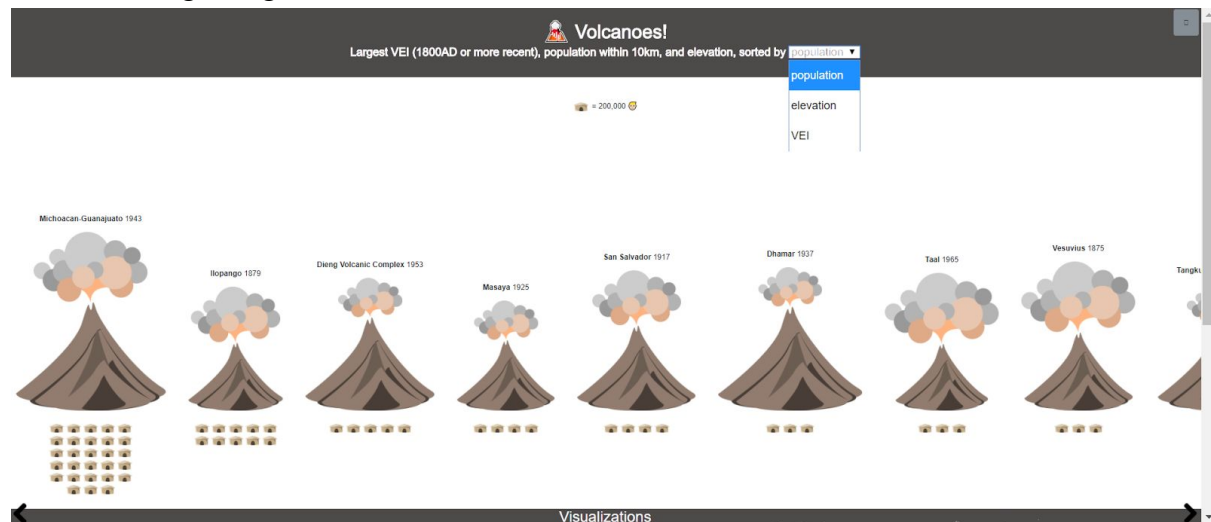 Volcanoes!
Largest VEI (1800AD or more recent), population within 10km, and elevation, sorted by population
population
elevation
VEI
= 200,000
Michoacan-Guanajuato 1943
Ilopango 1879
Dieng Volcanic Complex 1953
Masaya 1925
San Salvador 1917
Dhamar 1937
Taal 1965
Vesuvius 1875
Tangku
Visualizations